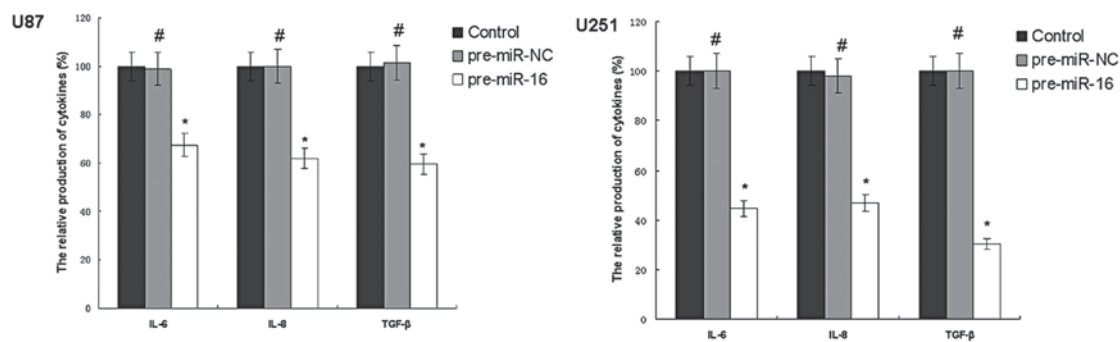 U87
The relative production of cytokines (%)
120
100
80
60
40
20
0
#
#
#
*
*
*
IL-6
IL-8
TGF-β
Control
pre-miR-NC
pre-miR-16
U251
The relative production of cytokines (%)
120
100
80
60
40
20
0
#
#
#
*
*
*
IL-6
IL-8
TGF-β
Control
pre-miR-NC
pre-miR-16